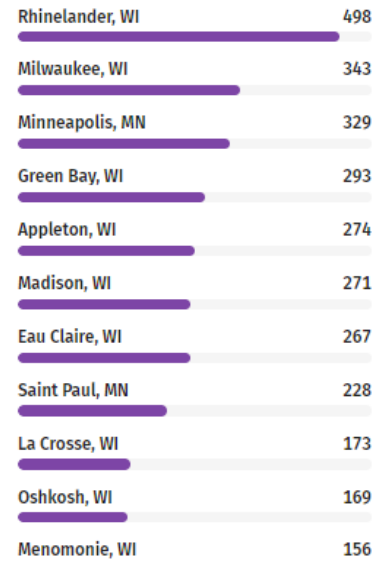 Rhinelander, WI 498
Milwaukee, WI 343
Minneapolis, MN 329
Green Bay, WI 293
Appleton, WI 274
Madison, WI 271
Eau Claire, WI 267
Saint Paul, MN 228
La Crosse, WI 173
Oshkosh, WI 169
Menomonie, WI 156